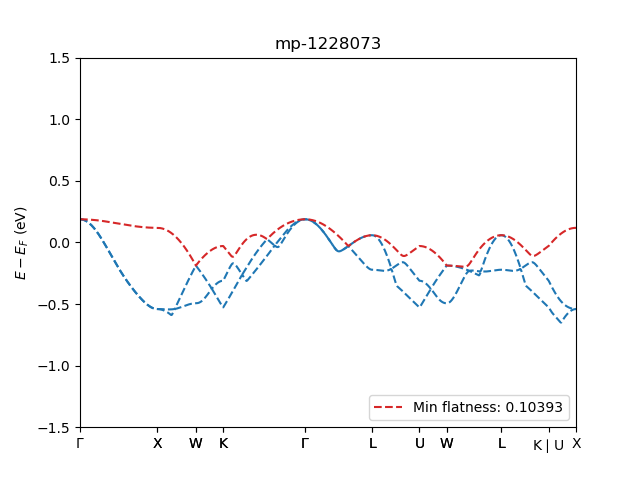 mp-1228073
E − E_F (eV)
1.5
1.0
0.5
0.0
−0.5
−1.0
−1.5
Min flatness: 0.10393
Γ X W K Γ L U W L K | U X